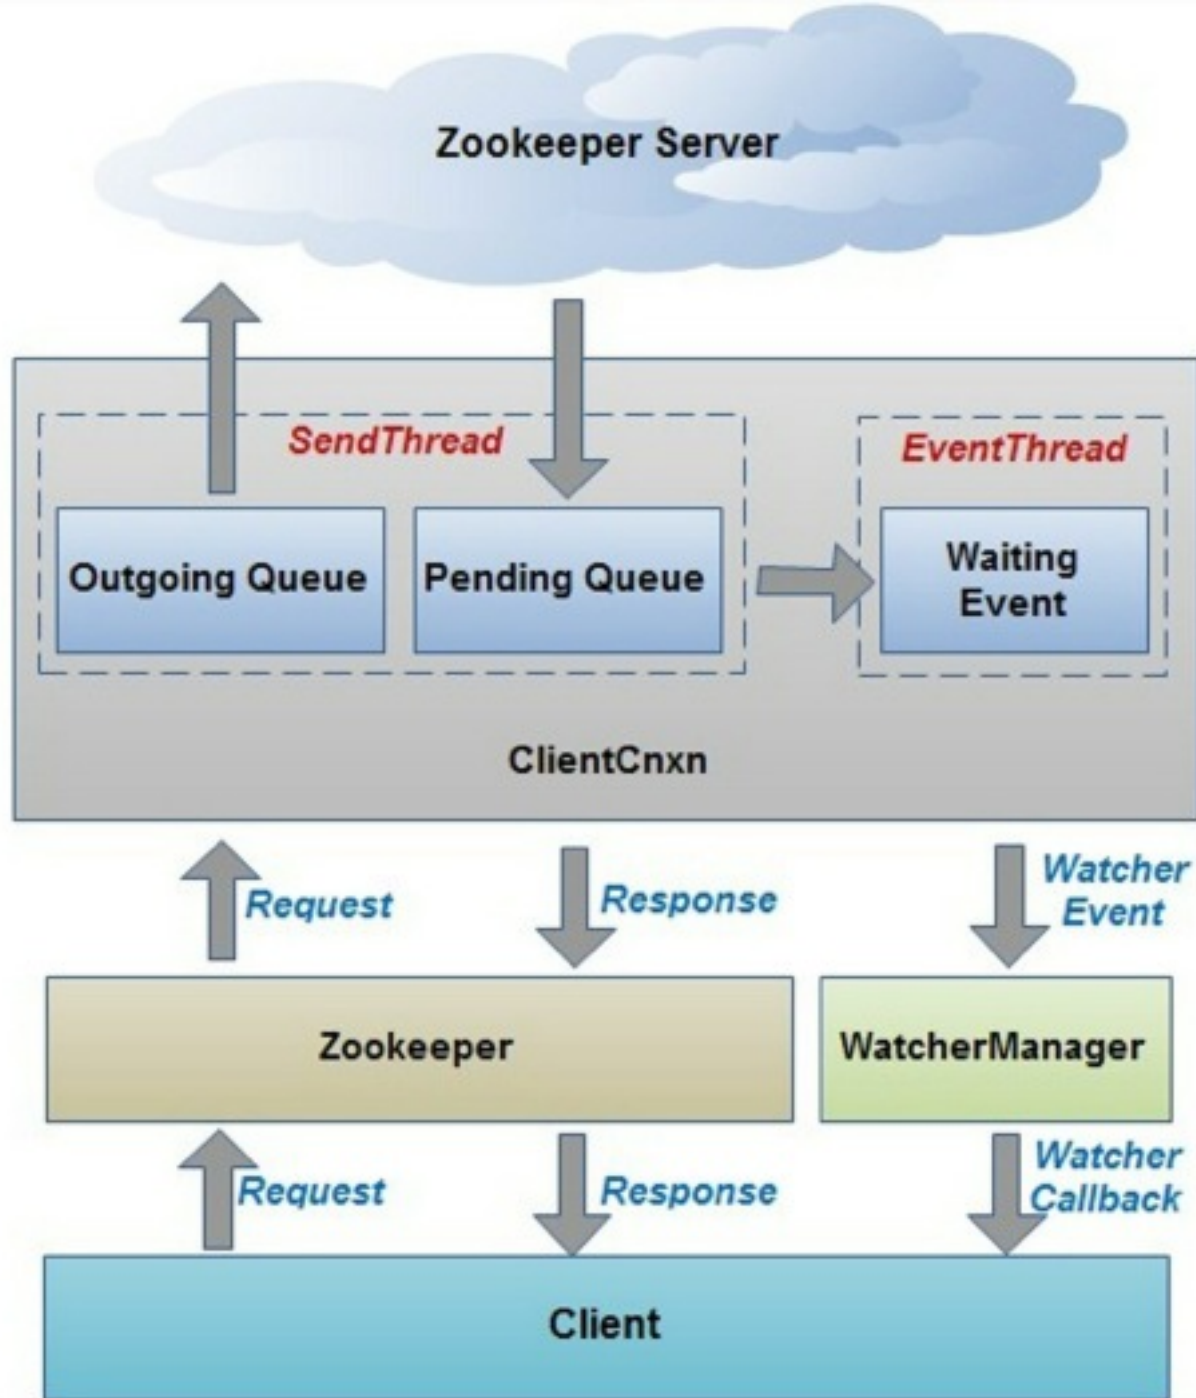 Zookeeper Server
SendThread
EventThread
Outgoing Queue
Pending Queue
Waiting
Event
ClientCnxn
Request
Response
Watcher
Event
Zookeeper
WatcherManager
Request
Response
Watcher
Callback
Client